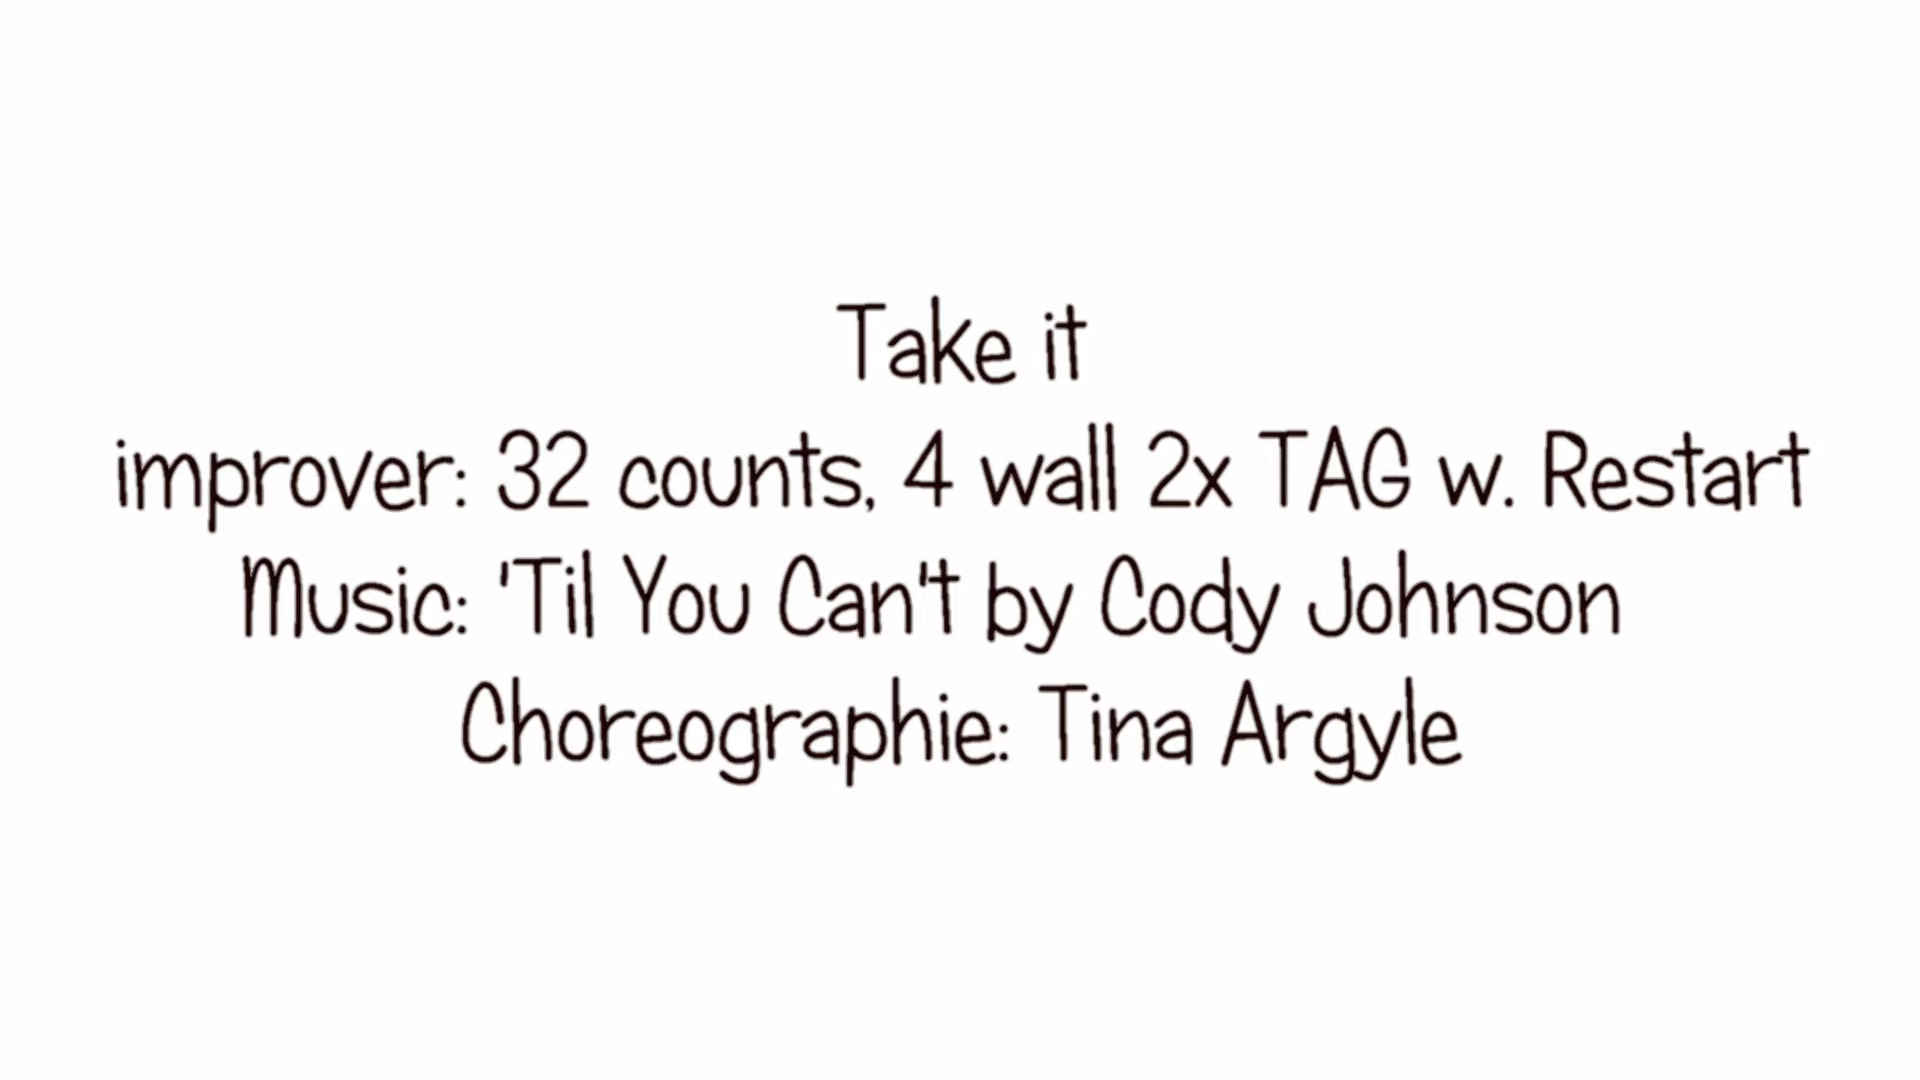 Take it
improver: 32 counts, 4 wall 2x TAG w. Restart
Music: 'Til You Can't by Cody Johnson
Choreographie: Tina Argyle